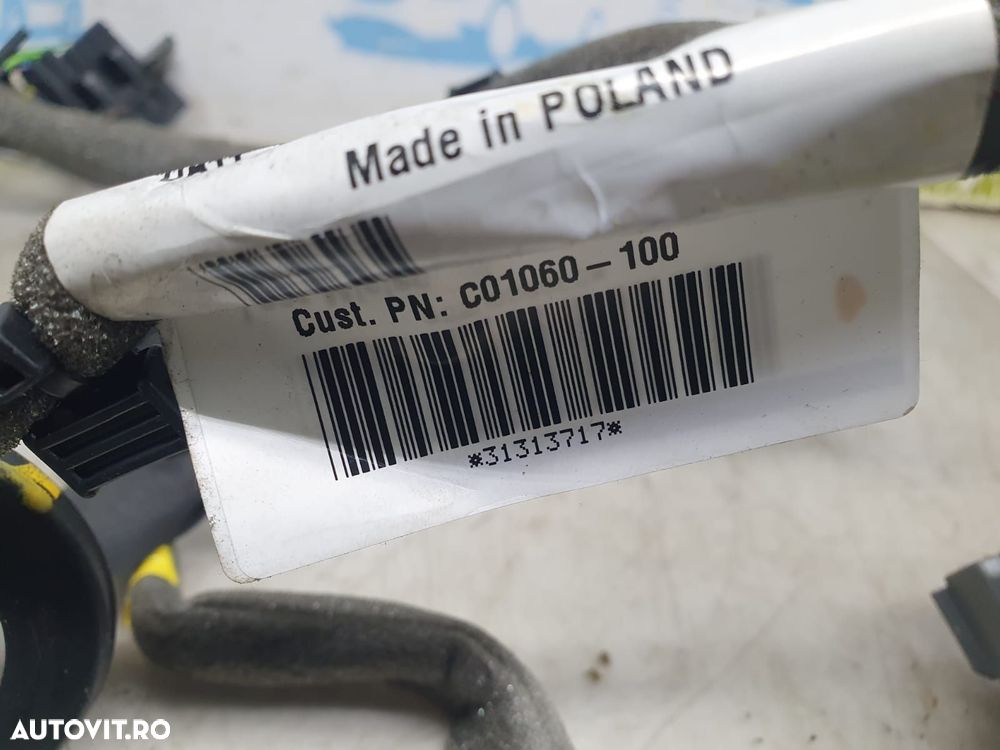 Made in POLAND
Cust. PN: C01060-100
*31313717*
AUTOVIT.RO